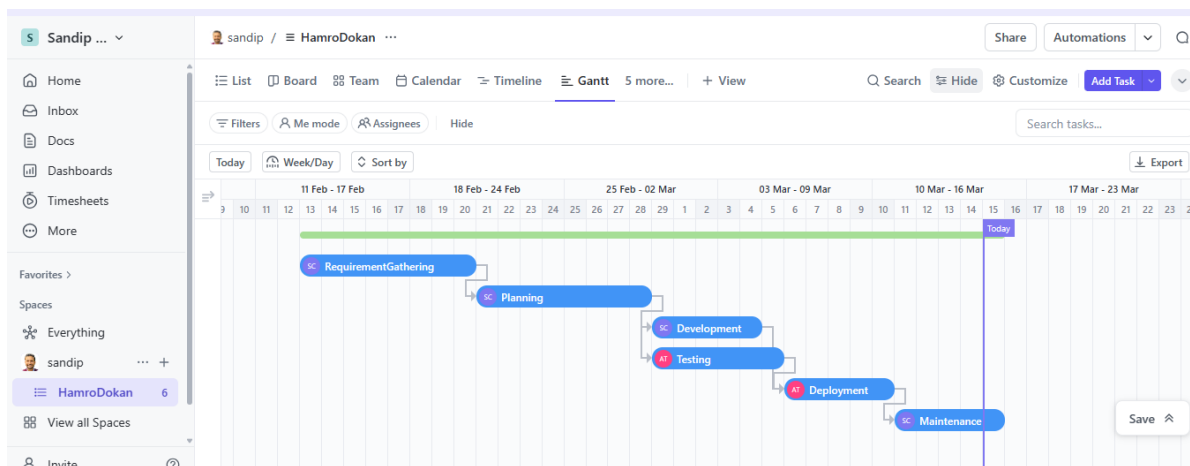 S Sandip ...
sandip / HamroDokan ...
Share
Automations
Home
Inbox
Docs
Dashboards
Timesheets
More
Favorites >
Spaces
Everything
sandip ... +
HamroDokan 6
View all Spaces
Invite
List Board Team Calendar Timeline Gantt 5 more... + View
Search Hide Customize Add Task
Filters Me mode Assignees Hide
Search tasks...
Today Week/Day Sort by
Export
11 Feb - 17 Feb 18 Feb - 24 Feb 25 Feb - 02 Mar 03 Mar - 09 Mar 10 Mar - 16 Mar 17 Mar - 23 Mar
9 10 11 12 13 14 15 16 17 18 19 20 21 22 23 24 25 26 27 28 29 1 2 3 4 5 6 7 8 9 10 11 12 13 14 15 16 17 18 19 20 21 22 23
Today
SC RequirementGathering
SC Planning
SC Development
AT Testing
AT Deployment
SC Maintenance
Save